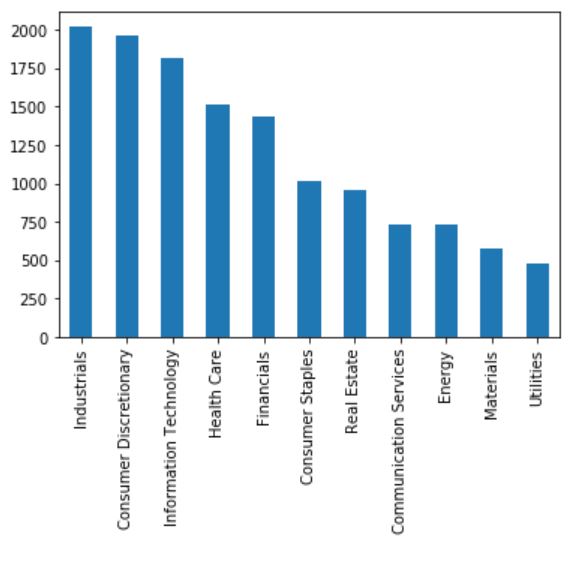 2000
1750
1500
1250
1000
750
500
250
0
Industrials
Consumer Discretionary
Information Technology
Health Care
Financials
Consumer Staples
Real Estate
Communication Services
Energy
Materials
Utilities